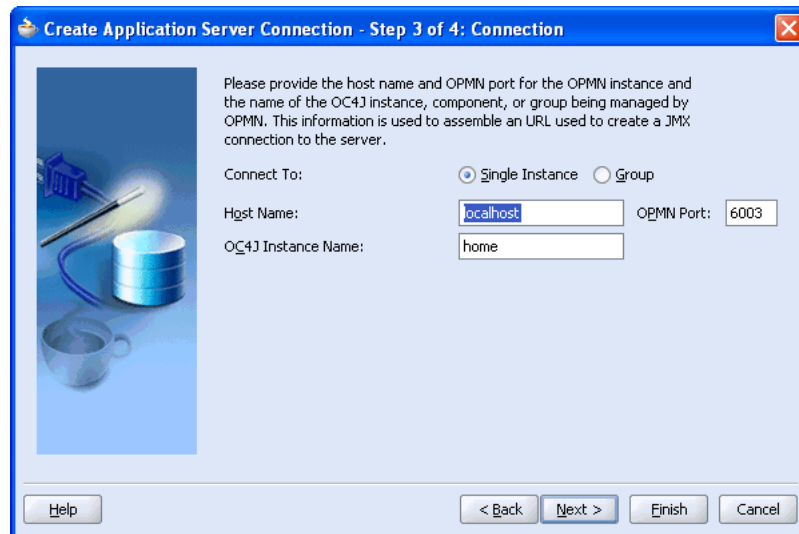 Create Application Server Connection - Step 3 of 4: Connection
Please provide the host name and OPMN port for the OPMN instance and
the name of the OC4J instance, component, or group being managed by
OPMN. This information is used to assemble an URL used to create a JMX
connection to the server.
Connect To: Single Instance Group
Host Name: localhost OPMN Port: 6003
OC4J Instance Name: home
Help < Back Next > Finish Cancel